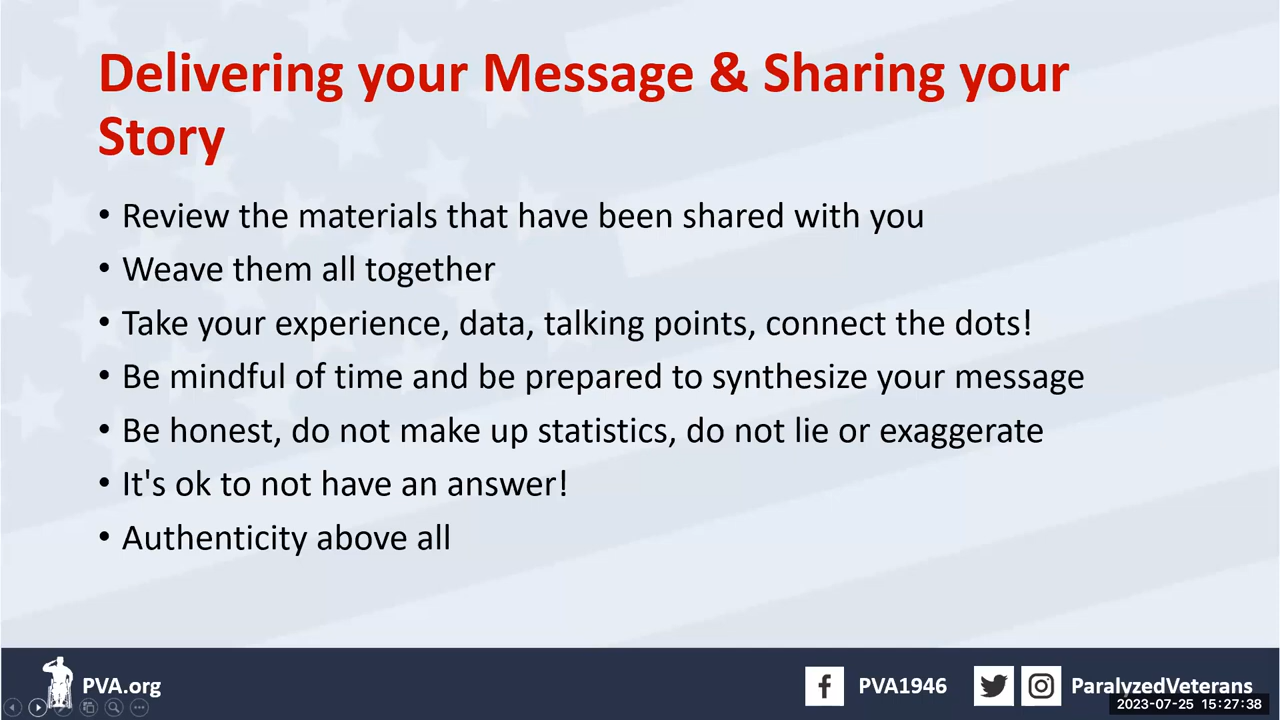 Delivering your Message & Sharing your
Story
• Review the materials that have been shared with you
• Weave them all together
• Take your experience, data, talking points, connect the dots!
• Be mindful of time and be prepared to synthesize your message
• Be honest, do not make up statistics, do not lie or exaggerate
• It's ok to not have an answer!
• Authenticity above all
PVA.org
PVA1946
ParalyzedVeterans
2023-07-25 15:27:38